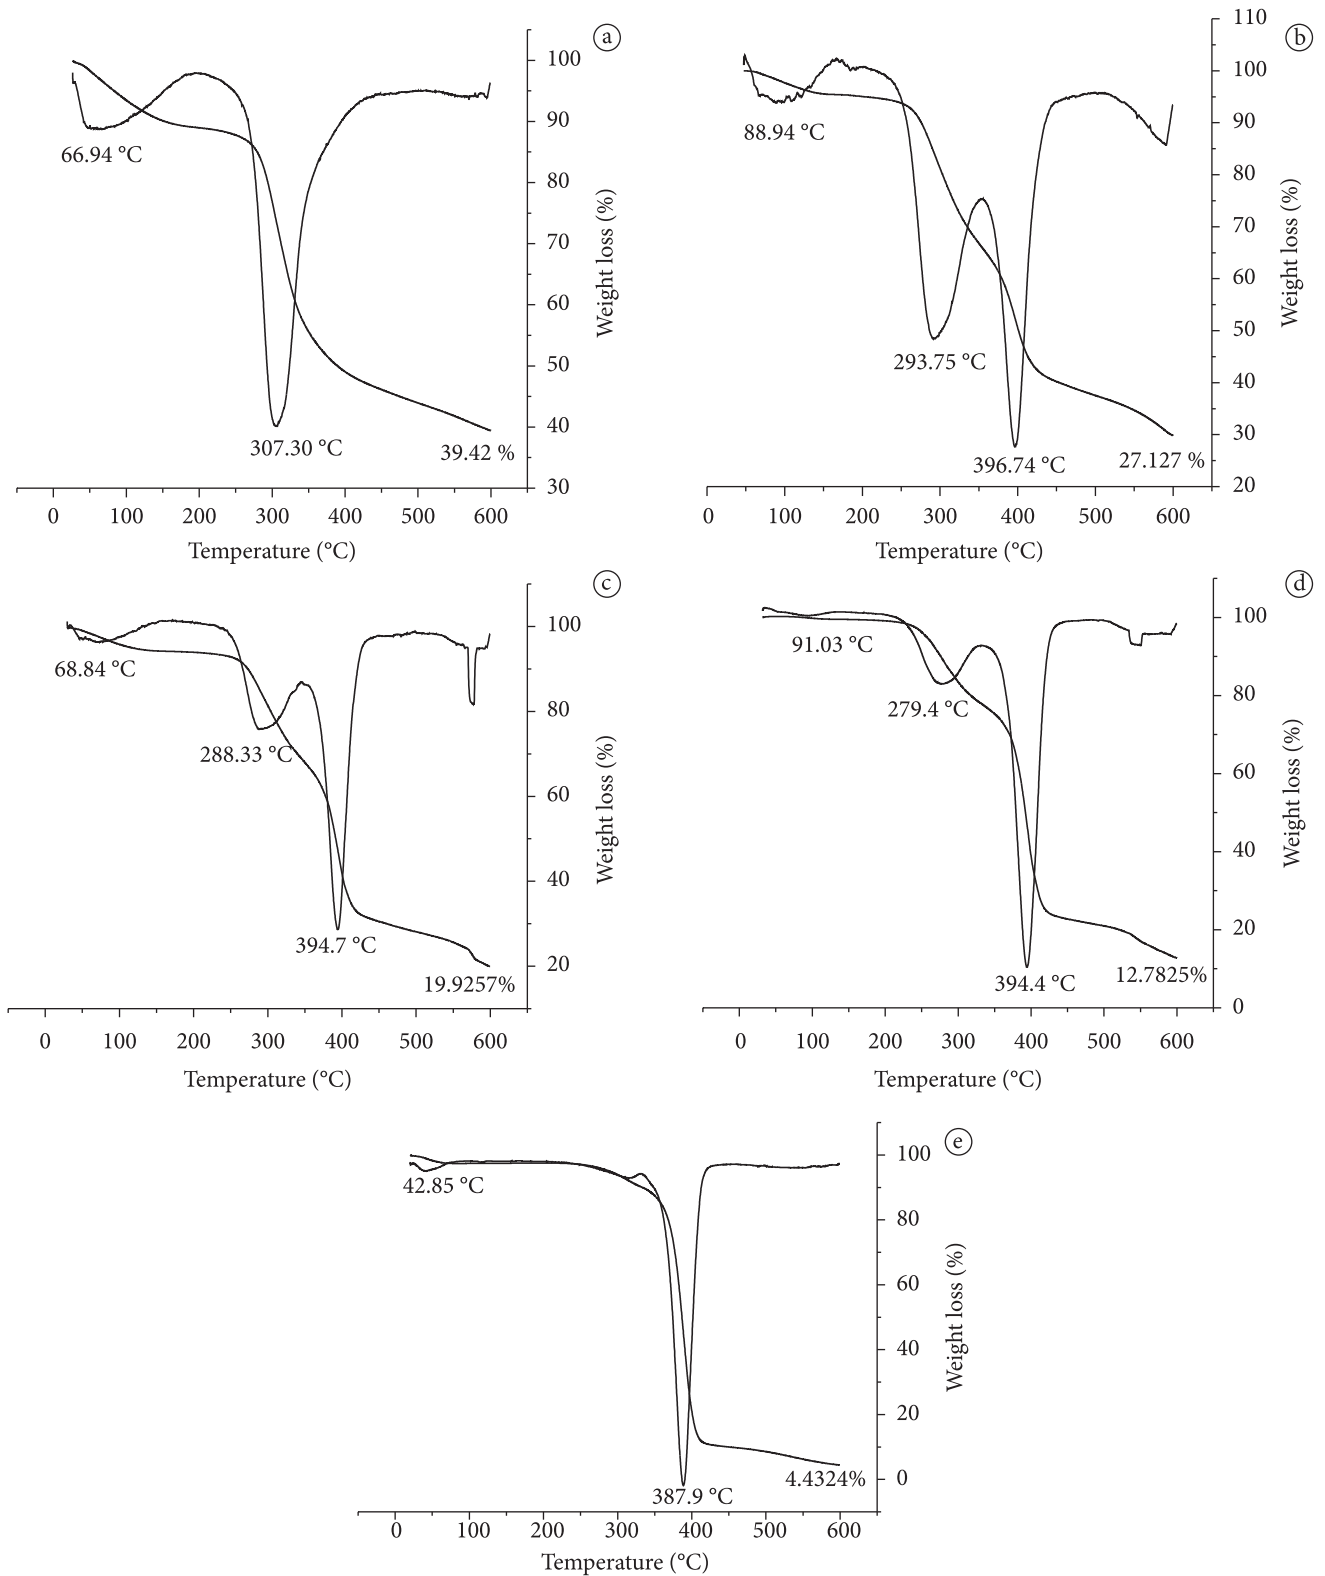 a
100
90
80
70
60
50
40
30
Weight loss (%)
66.94 °C
307.30 °C
39.42 %
0 100 200 300 400 500 600
Temperature (°C)
b
110
100
90
80
70
60
50
40
30
20
Weight loss (%)
88.94 °C
293.75 °C
396.74 °C
27.127 %
0 100 200 300 400 500 600
Temperature (°C)
c
100
80
60
40
20
Weight loss (%)
68.84 °C
288.33 °C
394.7 °C
19.9257%
0 100 200 300 400 500 600
Temperature (°C)
d
100
80
60
40
20
0
Weight loss (%)
91.03 °C
279.4 °C
394.4 °C
12.7825%
0 100 200 300 400 500 600
Temperature (°C)
e
100
80
60
40
20
0
Weight loss (%)
42.85 °C
387.9 °C
4.4324%
0 100 200 300 400 500 600
Temperature (°C)